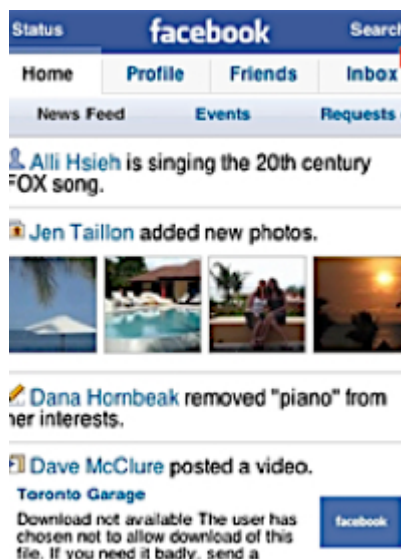 Status facebook Search
Home Profile Friends Inbox
News Feed Events Requests
Alli Hsieh is singing the 20th century
FOX song.
Jen Taillon added new photos.
Dana Hornbeak removed "piano" from
her interests.
Dave McClure posted a video.
Toronto Garage
Download not available The user has
facebook
chosen not to allow download of this
file. If you need it badly, send a